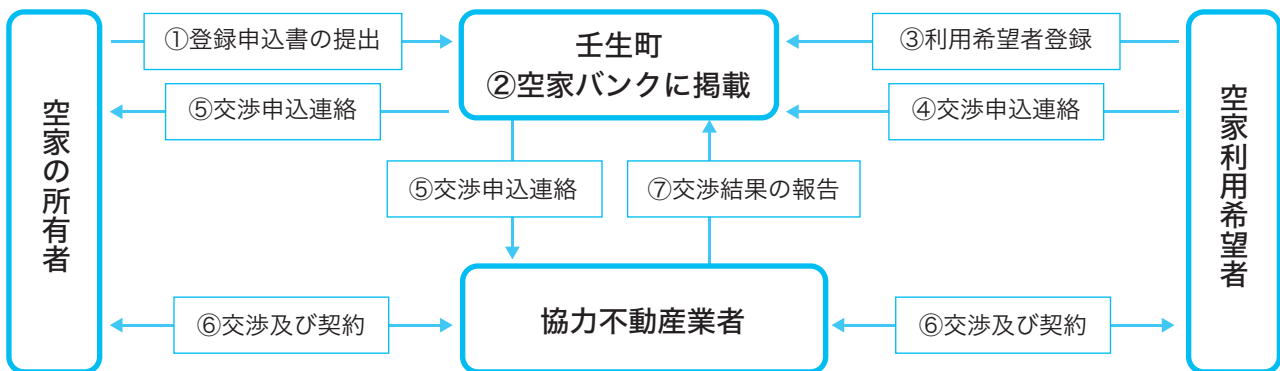 ①登録申込書の提出
壬生町
②空家バンクに掲載
③利用希望者登録
⑤交渉申込連絡
④交渉申込連絡
空家の所有者
空家利用希望者
⑤交渉申込連絡
⑦交渉結果の報告
⑥交渉及び契約
協力不動産業者
⑥交渉及び契約